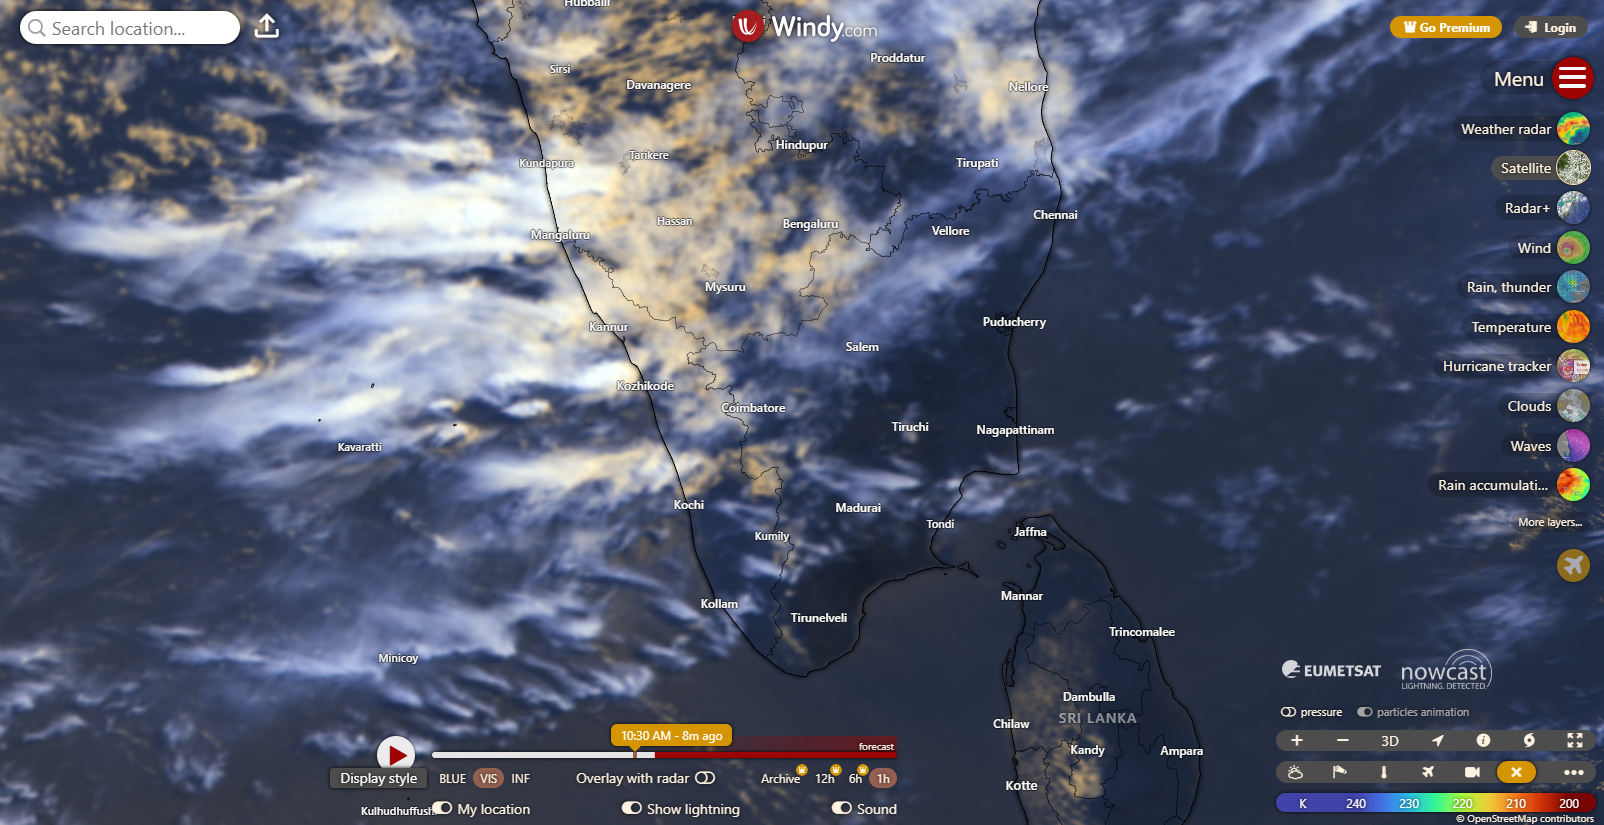 Hubballi
Search location...
Windy.com
Go Premium
Login
Proddatur
Sirsi
Davanagere
Nellore
Menu
Weather radar
Hindupur
Kundapura
Tarikere
Tirupati
Satellite
Radar+
Hassan
Bengaluru
Chennai
Mangaluru
Vellore
Wind
Mysuru
Rain, thunder
Kannur
Puducherry
Temperature
Salem
Hurricane tracker
Kozhikode
Coimbatore
Clouds
Tiruchi
Nagapattinam
Kavaratti
Waves
Rain accumulati...
Kochi
Madurai
Tondi
More layers...
Kumily
Jaffna
Kollam
Mannar
Tirunelveli
Trincomalee
Minicoy
EUMETSAT
nowcast
LIGHTNING. DETECTED.
Dambulla
pressure
particles animation
Chilaw
SRI LANKA
10:30 AM - 8m ago
forecast
Kandy
Ampara
3D
Display style
BLUE
VIS
INF
Overlay with radar
Archive
12h
6h
1h
Kotte
Kulhudhuffush
My location
Show lightning
Sound
K 240 230 220 210 200
© OpenStreetMap contributors